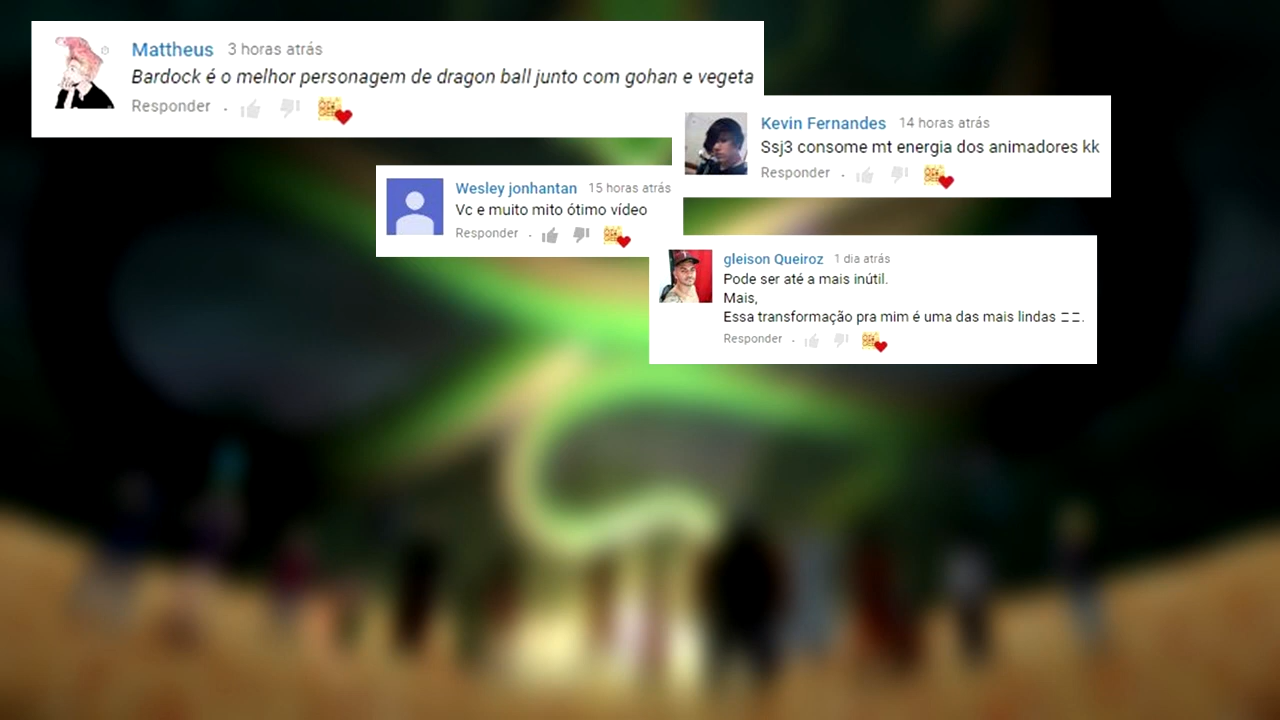 Mattheus 3 horas atrás
Bardock é o melhor personagem de dragon ball junto com gohan e vegeta
Responder
Kevin Fernandes 14 horas atrás
Ssj3 consome mt energia dos animadores kk
Responder
Wesley jonhantan 15 horas atrás
Vc e muito mito ótimo vídeo
Responder
gleison Queiroz 1 dia atrás
Pode ser até a mais inútil.
Mais,
Essa transformação pra mim é uma das mais lindas ㄷㄷ.
Responder